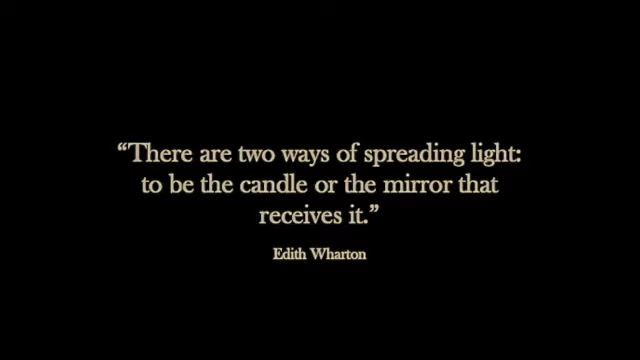 “There are two ways of spreading light:
to be the candle or the mirror that
receives it.”
Edith Wharton